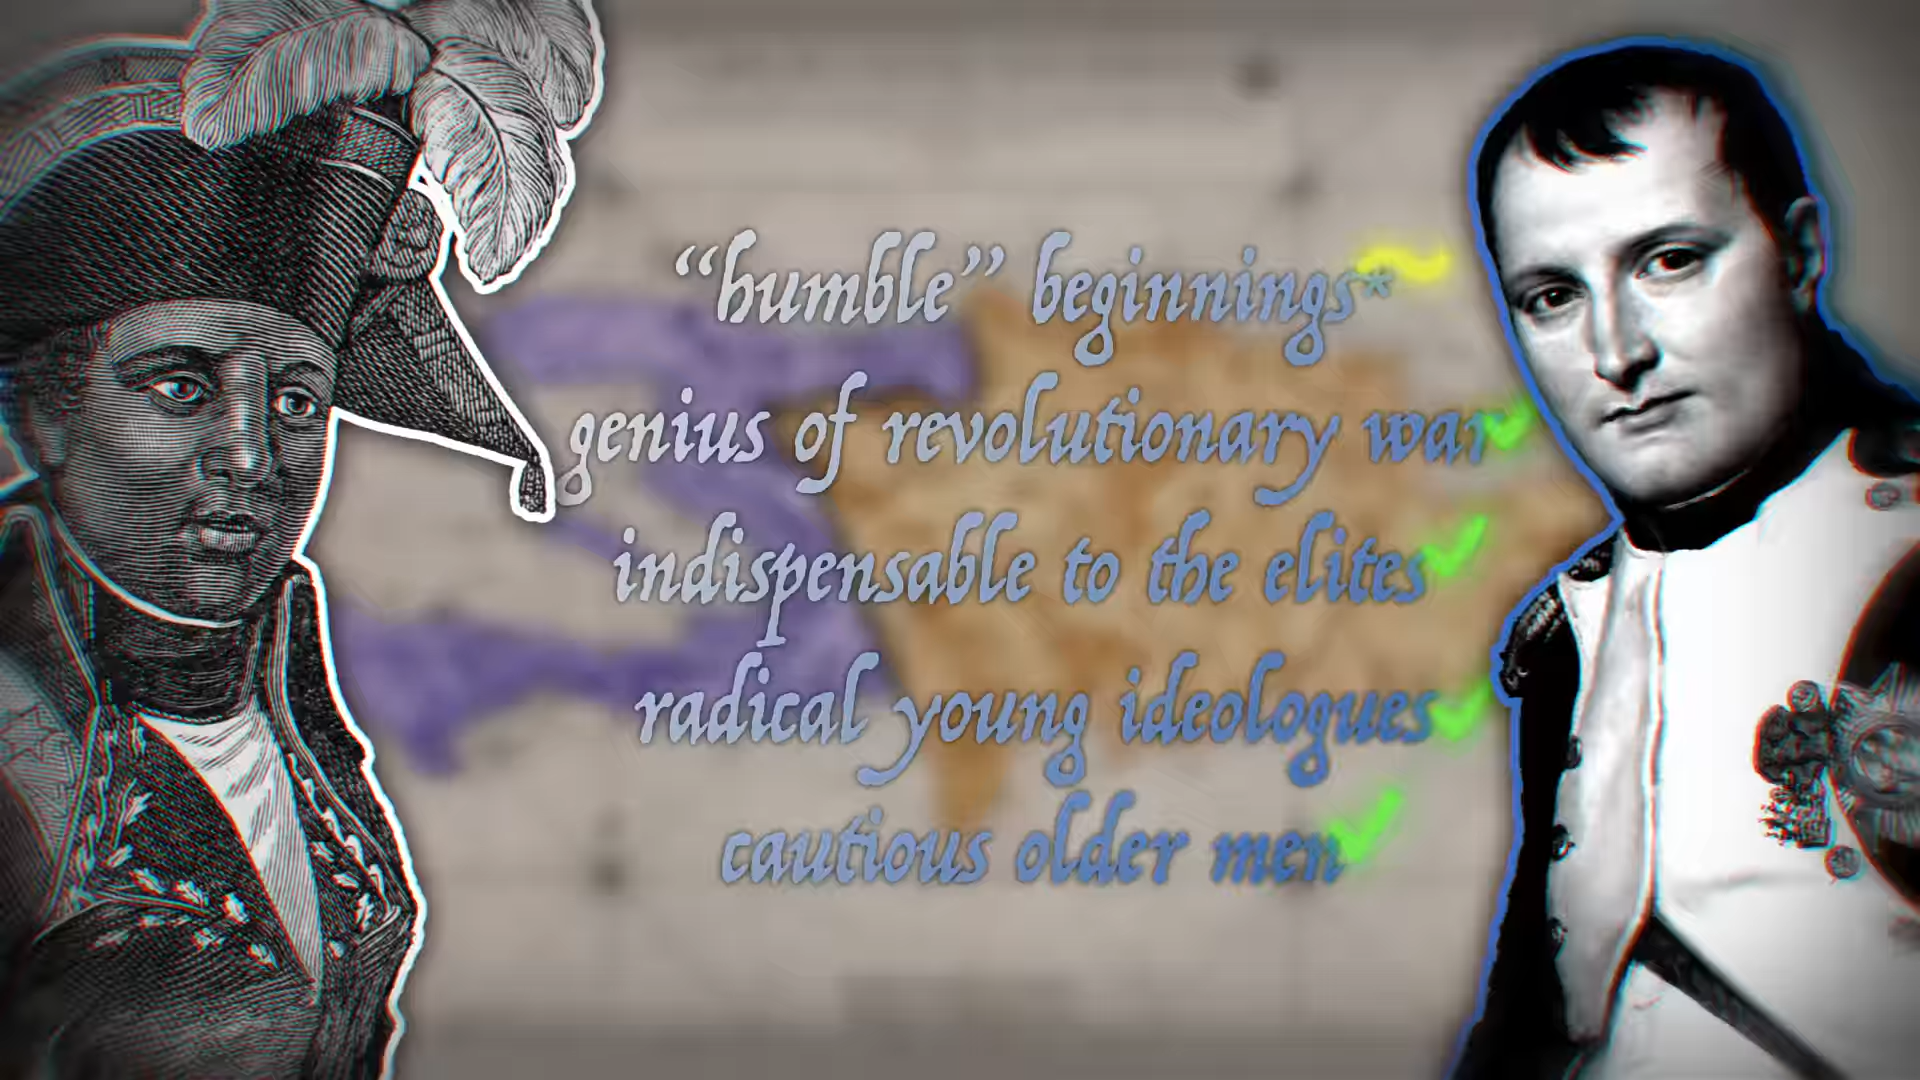 “humble” beginnings*
genius of revolutionary war
indispensable to the elites
radical young ideologues
cautious older men